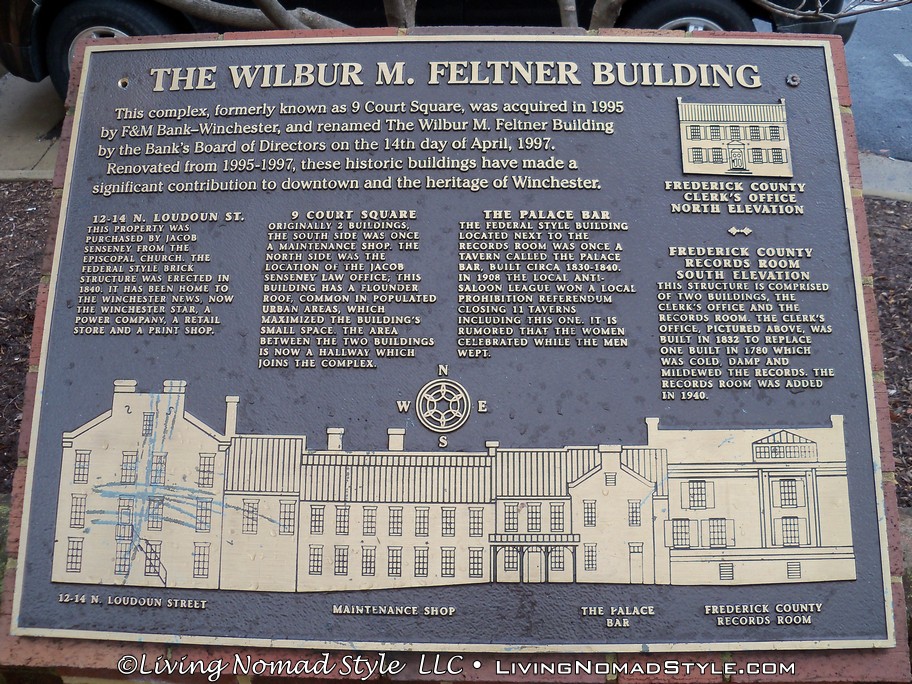 THE WILBUR M. FELTNER BUILDING
This complex, formerly known as 9 Court Square, was acquired in 1995
by F&M Bank–Winchester, and renamed The Wilbur M. Feltner Building
by the Bank's Board of Directors on the 14th day of April, 1997.
Renovated from 1995-1997, these historic buildings have made a
significant contribution to downtown and the heritage of Winchester.
12-14 N. LOUDOUN ST.
THIS PROPERTY WAS
PURCHASED BY JACOB
SENSENEY FROM THE
EPISCOPAL CHURCH. THE
FEDERAL STYLE BRICK
STRUCTURE WAS ERECTED IN
1840. IT HAS BEEN HOME TO
THE WINCHESTER NEWS, NOW
THE WINCHESTER STAR, A
POWER COMPANY, A RETAIL
STORE AND A PRINT SHOP.
9 COURT SQUARE
ORIGINALLY 2 BUILDINGS,
THE SOUTH SIDE WAS ONCE
A MAINTENANCE SHOP. THE
NORTH SIDE WAS THE
LOCATION OF THE JACOB
SENSENEY LAW OFFICE, THIS
BUILDING HAS A FLOUNDER
ROOF, COMMON IN POPULATED
URBAN AREAS, WHICH
MAXIMIZED THE BUILDING'S
SMALL SPACE. THE AREA
BETWEEN THE TWO BUILDINGS
IS NOW A HALLWAY WHICH
JOINS THE COMPLEX.
THE PALACE BAR
THE FEDERAL STYLE BUILDING
LOCATED NEXT TO THE
RECORDS ROOM WAS ONCE A
TAVERN CALLED THE PALACE
BAR, BUILT CIRCA 1830-1840.
IN 1908 THE LOCAL ANTI-
SALOON LEAGUE WON A LOCAL
PROHIBITION REFERENDUM
CLOSING 11 TAVERNS,
INCLUDING THIS ONE. IT IS
RUMORED THAT THE WOMEN
CELEBRATED WHILE THE MEN
WEPT.
FREDERICK COUNTY
CLERK'S OFFICE
NORTH ELEVATION
FREDERICK COUNTY
RECORDS ROOM
SOUTH ELEVATION
THIS STRUCTURE IS COMPRISED
OF TWO BUILDINGS, THE
CLERK'S OFFICE AND THE
RECORDS ROOM. THE CLERK'S
OFFICE, PICTURED ABOVE, WAS
BUILT IN 1832 TO REPLACE
ONE BUILT IN 1780 WHICH
WAS COLD, DAMP AND
MILDEWED THE RECORDS. THE
RECORDS ROOM WAS ADDED
IN 1940.
N
W E
S
12-14 N. LOUDOUN STREET
MAINTENANCE SHOP
THE PALACE
BAR
FREDERICK COUNTY
RECORDS ROOM
©Living Nomad Style LLC • LIVINGNOMADSTYLE.COM